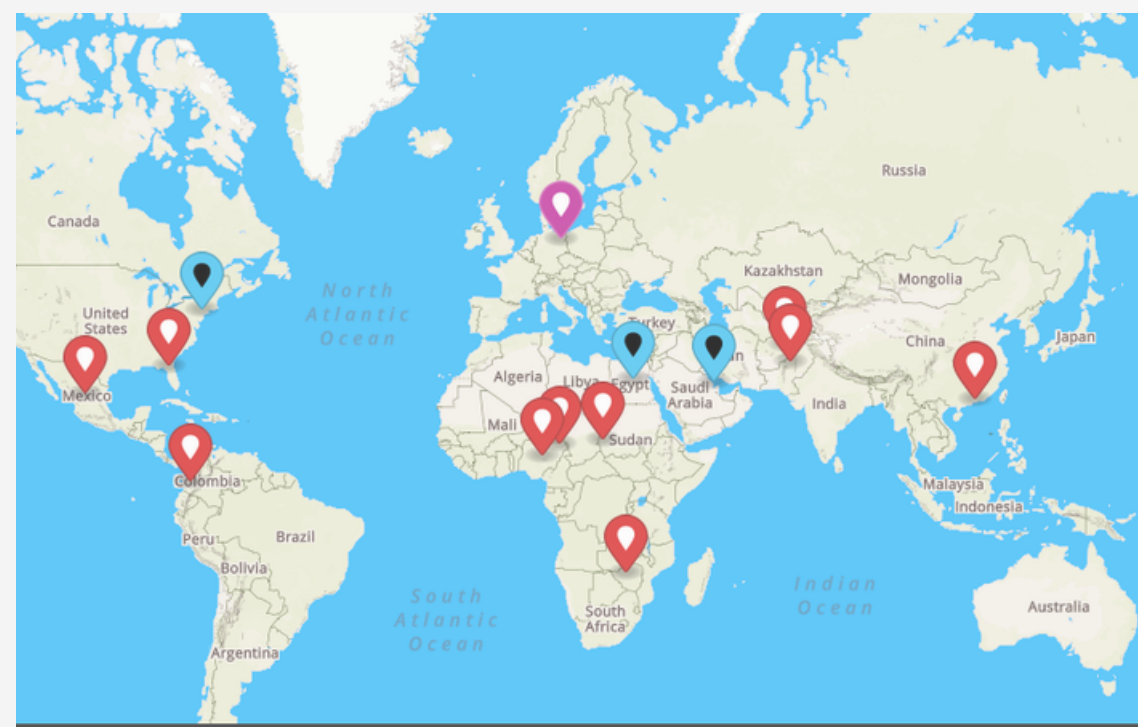 Russia
Canada
Kazakhstan
Mongolia
North
Atlantic
Ocean
United
States
Turkey
Japan
China
Algeria
Libya
Egypt
Saudi
Arabia
Mexico
India
Mali
Sudan
Colombia
Malaysia
Indonesia
Brazil
Peru
Bolivia
Indian
Ocean
South
Atlantic
Ocean
South
Africa
Australia
Argentina